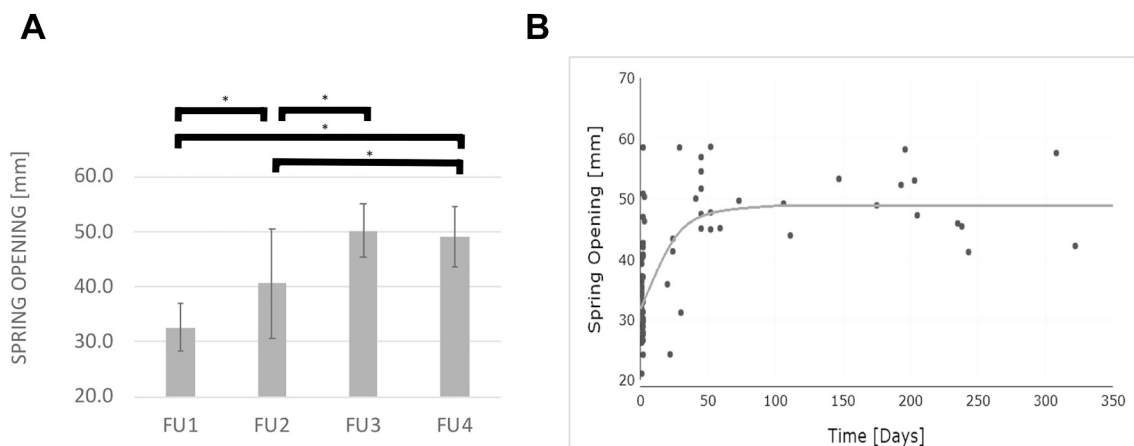 A
B
*
*
*
*
60.0
50.0
40.0
30.0
20.0
SPRING OPENING [mm]
FU1 FU2 FU3 FU4
70
60
50
40
30
20
Spring Opening [mm]
0 50 100 150 200 250 300 350
Time [Days]